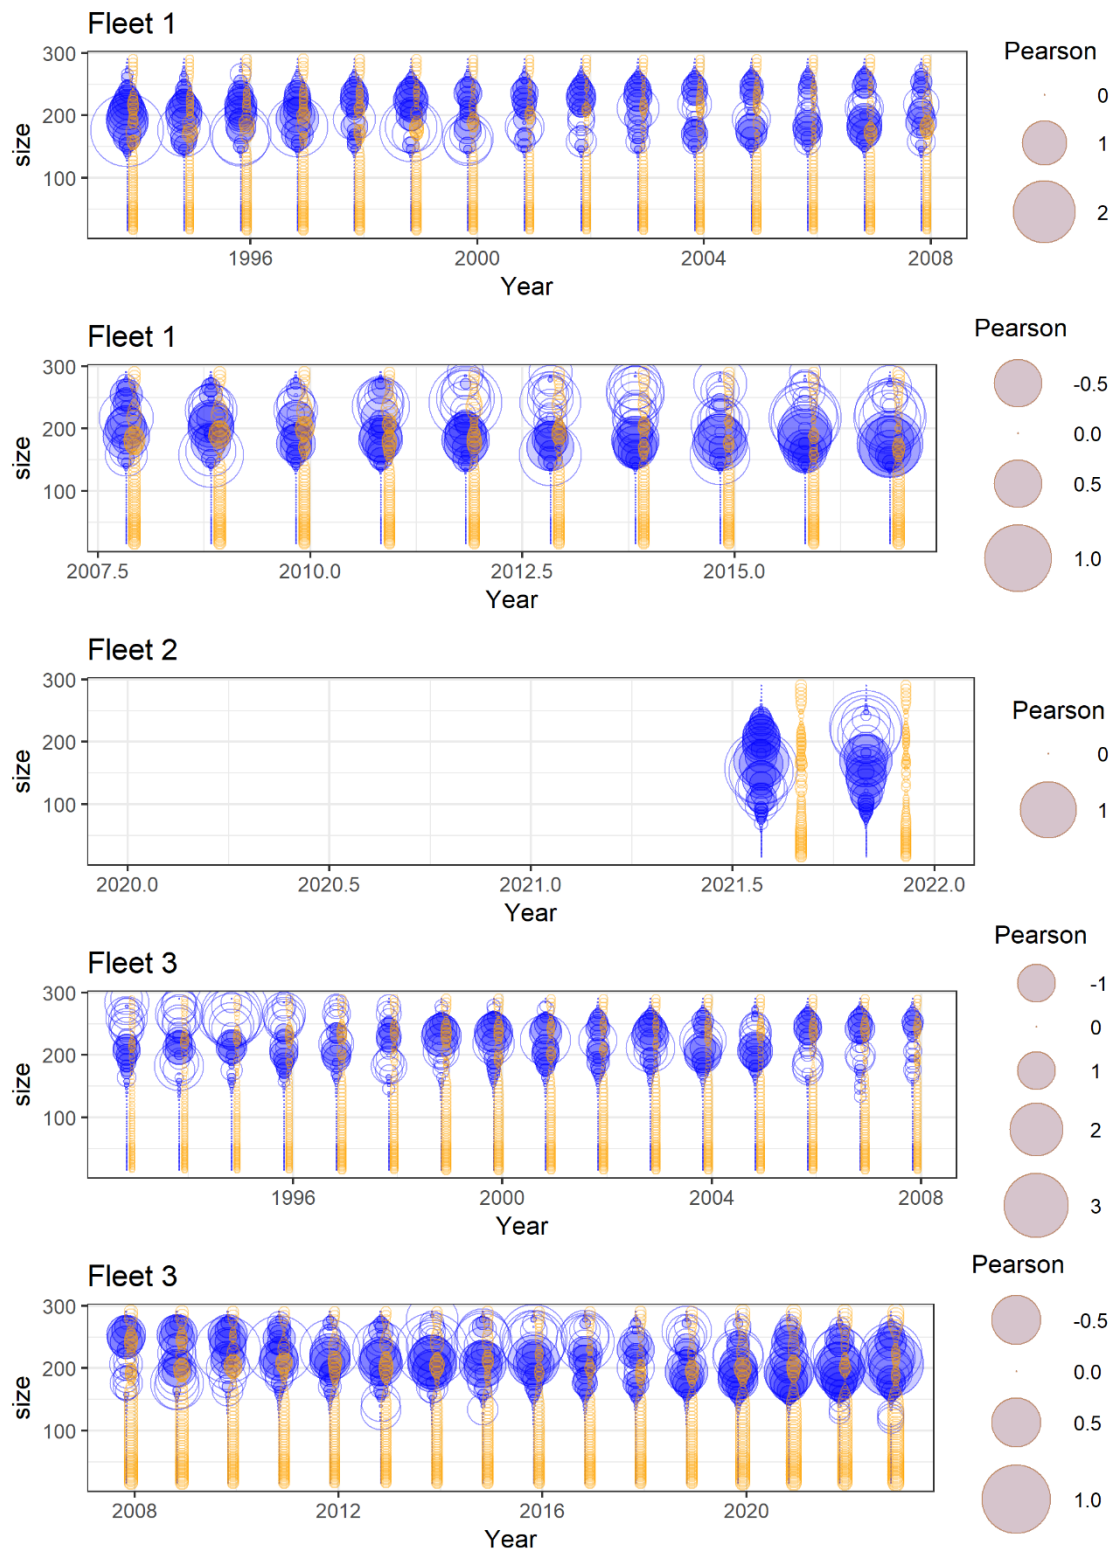 Fleet 1
300
200
100
size
1996
2000
2004
2008
Year
Pearson
0
1
2
Fleet 1
300
200
100
size
2007.5
2010.0
2012.5
2015.0
Year
Pearson
-0.5
0.0
0.5
1.0
Fleet 2
300
200
100
size
2020.0
2020.5
2021.0
2021.5
2022.0
Year
Pearson
0
1
Fleet 3
300
200
100
size
1996
2000
2004
2008
Year
Pearson
-1
0
1
2
3
Fleet 3
300
200
100
size
2008
2012
2016
2020
Year
Pearson
-0.5
0.0
0.5
1.0